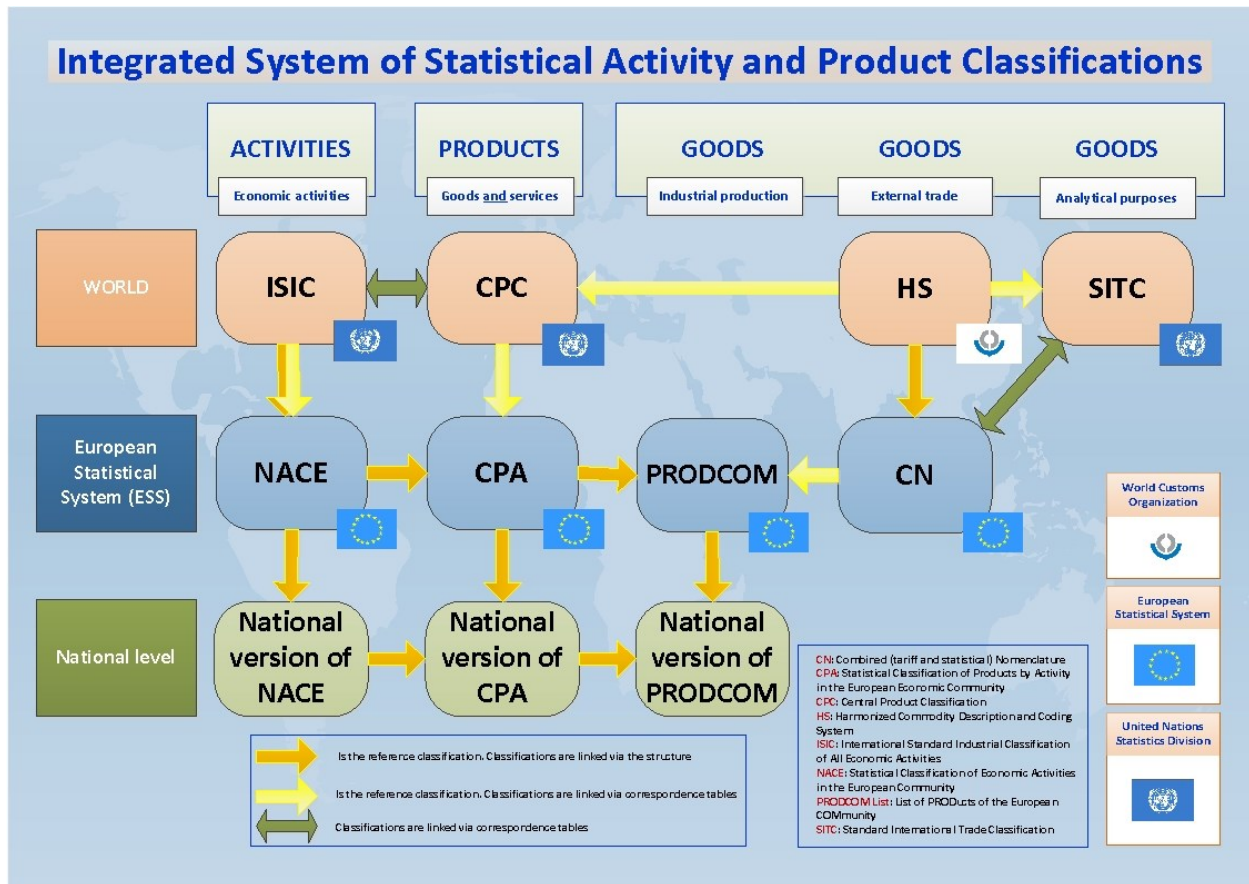 Integrated System of Statistical Activity and Product Classifications
ACTIVITIES
Economic activities
PRODUCTS
Goods and services
GOODS
Industrial production
GOODS
External trade
GOODS
Analytical purposes
WORLD
ISIC
CPC
HS
SITC
European
Statistical
System (ESS)
NACE
CPA
PRODCOM
CN
National level
National
version of
NACE
National
version of
CPA
National
version of
PRODCOM
World Customs
Organization
European
Statistical System
United Nations
Statistics Division
Is the reference classification. Classifications are linked via the structure
Is the reference classification. Classifications are linked via correspondence tables
Classifications are linked via correspondence tables
CN: Combined (tariff and statistical) Nomenclature
CPA: Statistical Classification of Products by Activity
in the European Economic Community
CPC: Central Product Classification
HS: Harmonized Commodity Description and Coding
System
ISIC: International Standard Industrial Classification
of All Economic Activities
NACE: Statistical Classification of Economic Activities
in the European Community
PRODCOM List: List of PRODucts of the European
COMmunity
SITC: Standard International Trade Classification